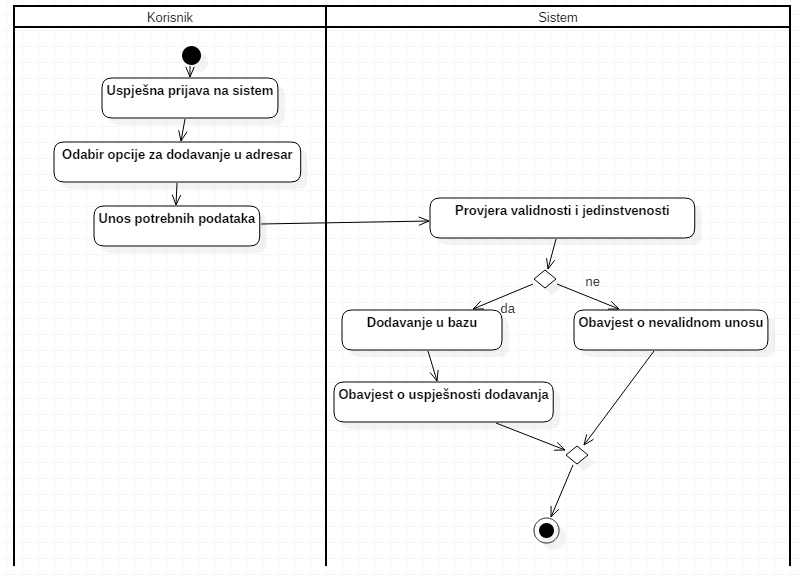 Korisnik
Sistem
Uspješna prijava na sistem
Odabir opcije za dodavanje u adresar
Unos potrebnih podataka
Provjera validnosti i jedinstvenosti
ne
da
Dodavanje u bazu
Obavjest o nevalidnom unosu
Obavjest o uspješnosti dodavanja